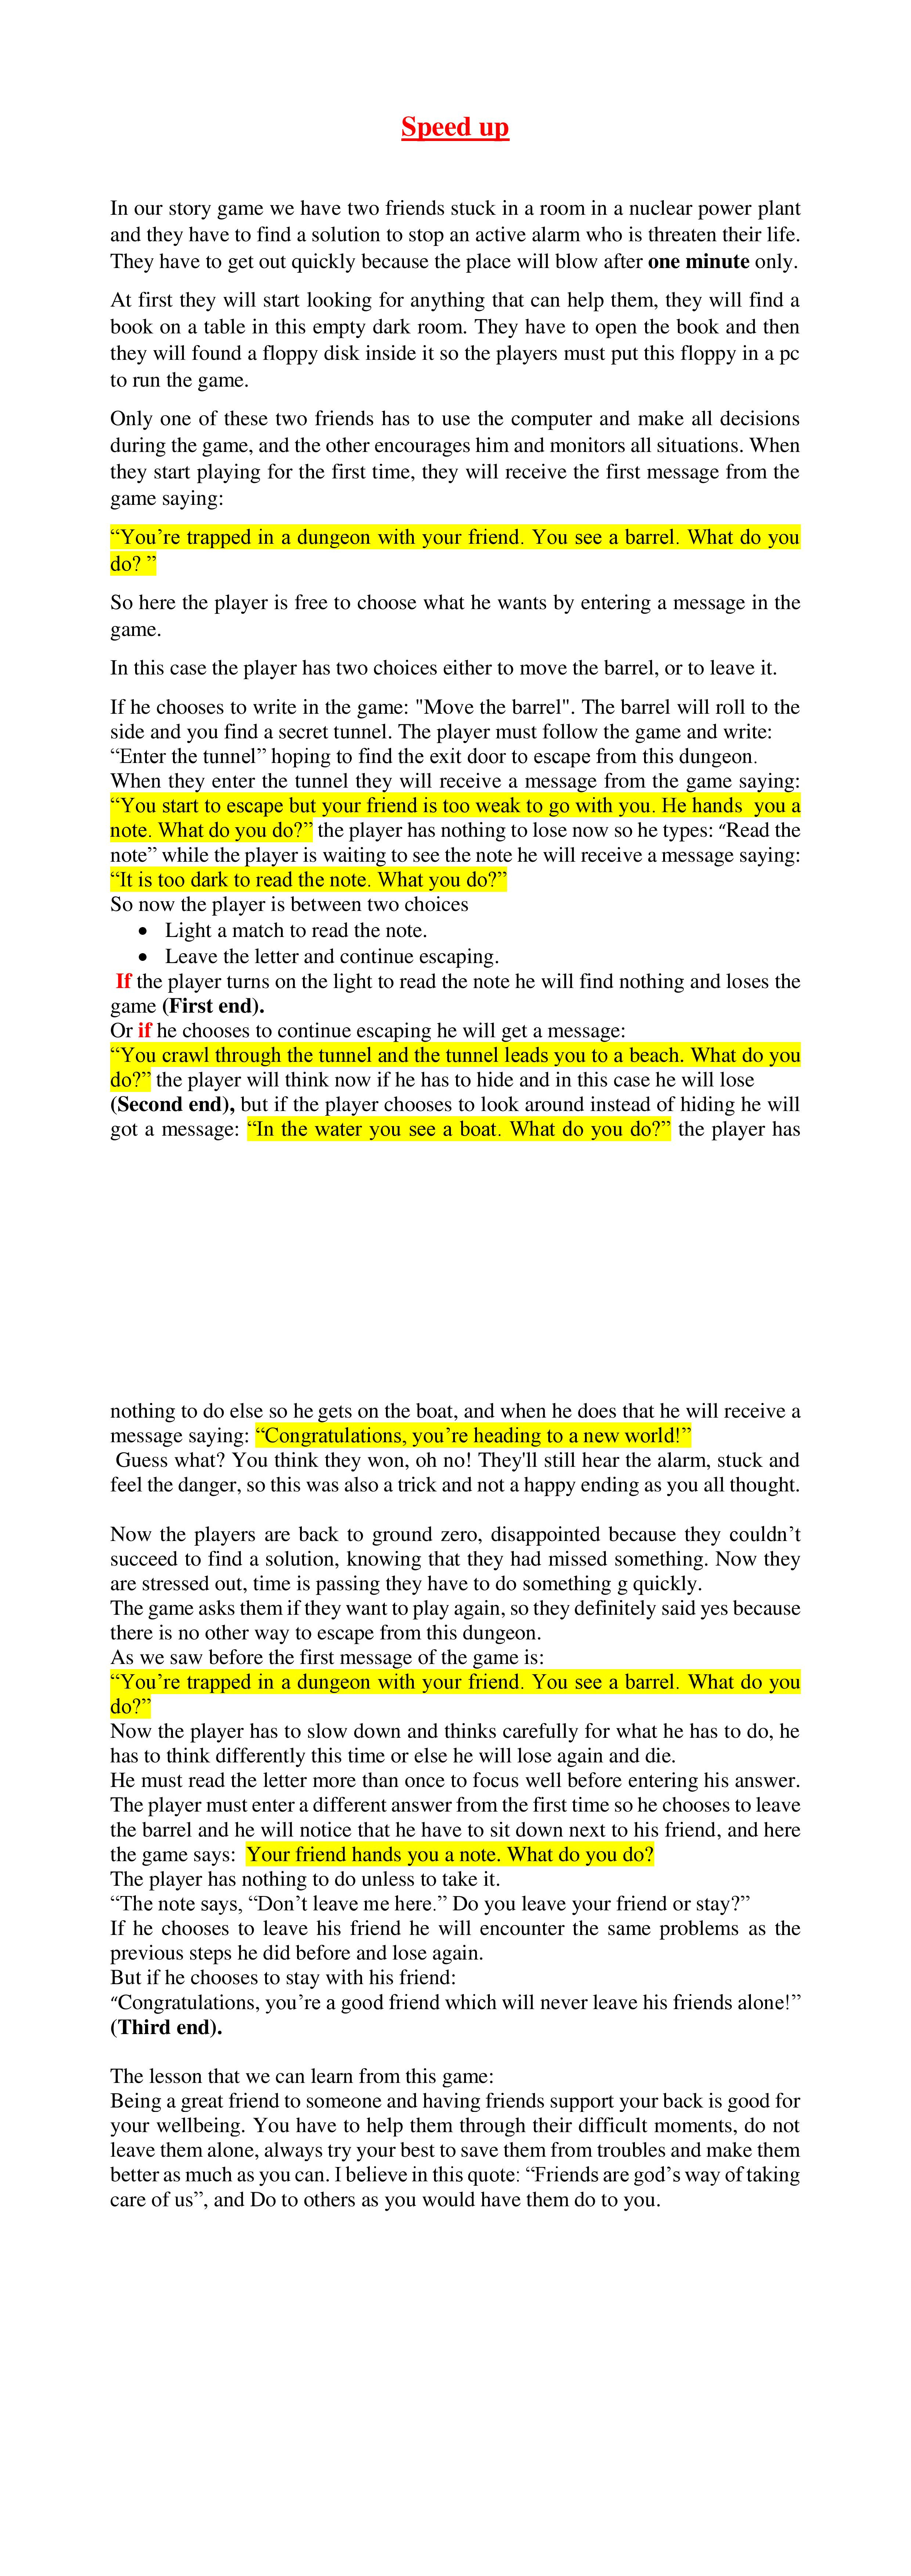 Speed up
In our story game we have two friends stuck in a room in a nuclear power plant
and they have to find a solution to stop an active alarm who is threaten their life.
They have to get out quickly because the place will blow after one minute only.
At first they will start looking for anything that can help them, they will find a
book on a table in this empty dark room. They have to open the book and then
they will found a floppy disk inside it so the players must put this floppy in a pc
to run the game.
Only one of these two friends has to use the computer and make all decisions
during the game, and the other encourages him and monitors all situations. When
they start playing for the first time, they will receive the first message from the
game saying:
“You’re trapped in a dungeon with your friend. You see a barrel. What do you
do? ”
So here the player is free to choose what he wants by entering a message in the
game.
In this case the player has two choices either to move the barrel, or to leave it.
If he chooses to write in the game: "Move the barrel". The barrel will roll to the
side and you find a secret tunnel. The player must follow the game and write:
“Enter the tunnel” hoping to find the exit door to escape from this dungeon.
When they enter the tunnel they will receive a message from the game saying:
“You start to escape but your friend is too weak to go with you. He hands  you a
note. What do you do?” the player has nothing to lose now so he types: “Read the
note” while the player is waiting to see the note he will receive a message saying:
“It is too dark to read the note. What you do?”
So now the player is between two choices
• Light a match to read the note.
• Leave the letter and continue escaping.
If the player turns on the light to read the note he will find nothing and loses the
game (First end).
Or if he chooses to continue escaping he will get a message:
“You crawl through the tunnel and the tunnel leads you to a beach. What do you
do?” the player will think now if he has to hide and in this case he will lose
(Second end), but if the player chooses to look around instead of hiding he will
got a message: “In the water you see a boat. What do you do?” the player has
nothing to do else so he gets on the boat, and when he does that he will receive a
message saying: “Congratulations, you’re heading to a new world!”
Guess what? You think they won, oh no! They'll still hear the alarm, stuck and
feel the danger, so this was also a trick and not a happy ending as you all thought.
Now the players are back to ground zero, disappointed because they couldn’t
succeed to find a solution, knowing that they had missed something. Now they
are stressed out, time is passing they have to do something g quickly.
The game asks them if they want to play again, so they definitely said yes because
there is no other way to escape from this dungeon.
As we saw before the first message of the game is:
“You’re trapped in a dungeon with your friend. You see a barrel. What do you
do?”
Now the player has to slow down and thinks carefully for what he has to do, he
has to think differently this time or else he will lose again and die.
He must read the letter more than once to focus well before entering his answer.
The player must enter a different answer from the first time so he chooses to leave
the barrel and he will notice that he have to sit down next to his friend, and here
the game says:  Your friend hands you a note. What do you do?
The player has nothing to do unless to take it.
“The note says, “Don’t leave me here.” Do you leave your friend or stay?”
If he chooses to leave his friend he will encounter the same problems as the
previous steps he did before and lose again.
But if he chooses to stay with his friend:
“Congratulations, you’re a good friend which will never leave his friends alone!”
(Third end).
The lesson that we can learn from this game:
Being a great friend to someone and having friends support your back is good for
your wellbeing. You have to help them through their difficult moments, do not
leave them alone, always try your best to save them from troubles and make them
better as much as you can. I believe in this quote: “Friends are god’s way of taking
care of us”, and Do to others as you would have them do to you.